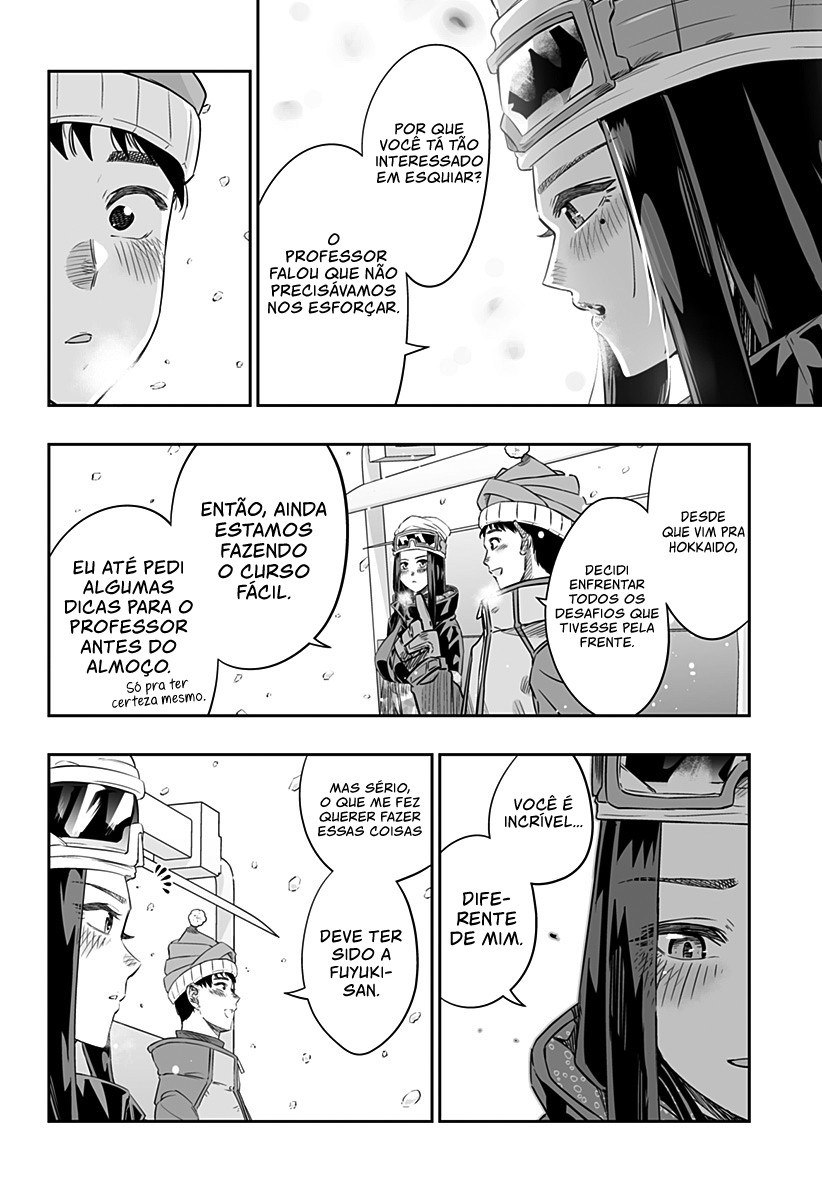 POR QUE
VOCÊ TÁ TÃO
INTERESSADO
EM ESQUIAR?
O
PROFESSOR
FALOU QUE NÃO
PRECISÁVAMOS
NOS ESFORÇAR.
DESDE
QUE VIM PRA
HOKKAIDO,
DECIDI
ENFRENTAR
TODOS OS
DESAFIOS QUE
TIVESSE PELA
FRENTE.
ENTÃO, AINDA
ESTAMOS
FAZENDO
O CURSO
FÁCIL.
EU ATÉ PEDI
ALGUMAS
DICAS PARA O
PROFESSOR
ANTES DO
ALMOÇO.
Só pra ter
certeza mesmo.
VOCÊ É
INCRÍVEL...
DIFE-
RENTE
DE MIM.
MAS SÉRIO,
O QUE ME FEZ
QUERER FAZER
ESSAS COISAS
DEVE TER
SIDO A
FUYUKI-
SAN.